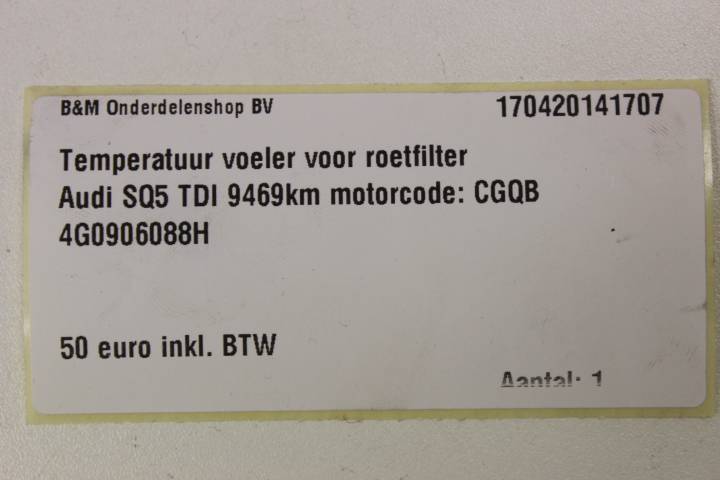 B&M Onderdelenshop BV 170420141707
Temperatuur voeler voor roetfilter
Audi SQ5 TDI 9469km motorcode: CGQB
4G0906088H
50 euro inkl. BTW
Aantal: 1